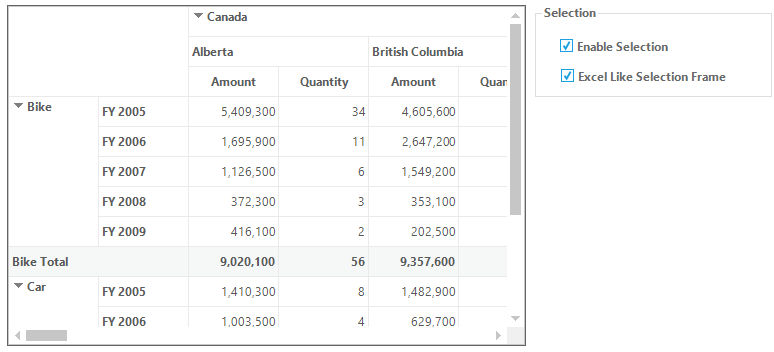 Canada
Alberta British Columbia
Amount Quantity Amount
Bike FY 2005 5,409,300 34 4,605,600
FY 2006 1,695,900 11 2,647,200
FY 2007 1,126,500 6 1,549,200
FY 2008 372,300 3 353,100
FY 2009 416,100 2 202,500
Bike Total 9,020,100 56 9,357,600
Car FY 2005 1,410,300 8 1,482,900
FY 2006 1,003,500 4 629,700
Selection
Enable Selection
Excel Like Selection Frame